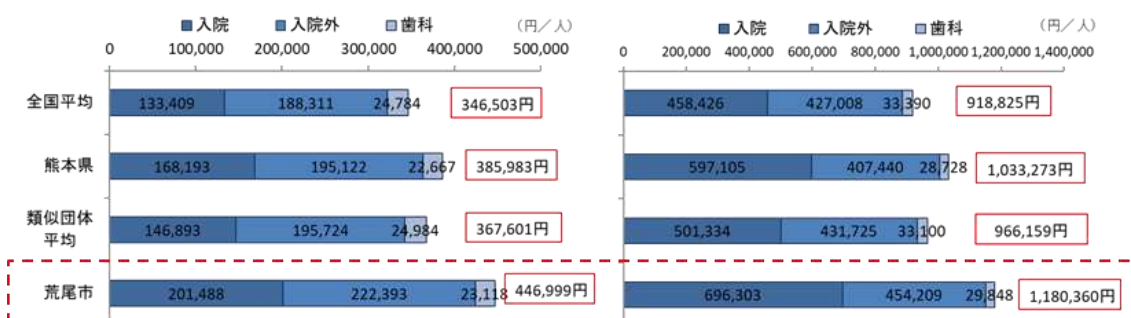 ■入院 ■入院外 ■歯科 (円／人)
0 100,000 200,000 300,000 400,000 500,000
全国平均 133,409 188,311 24,784 346,503円
熊本県 168,193 195,122 22,667 385,983円
類似団体
平均 146,893 195,724 24,984 367,601円
荒尾市 201,488 222,393 23,118 446,999円
■入院 ■入院外 ■歯科 (円／人)
0 200,000 400,000 600,000 800,000 1,000,000 1,200,000 1,400,000
458,426 427,008 33,390 918,825円
597,105 407,440 28,728 1,033,273円
501,334 431,725 33,100 966,159円
696,303 454,209 29,848 1,180,360円